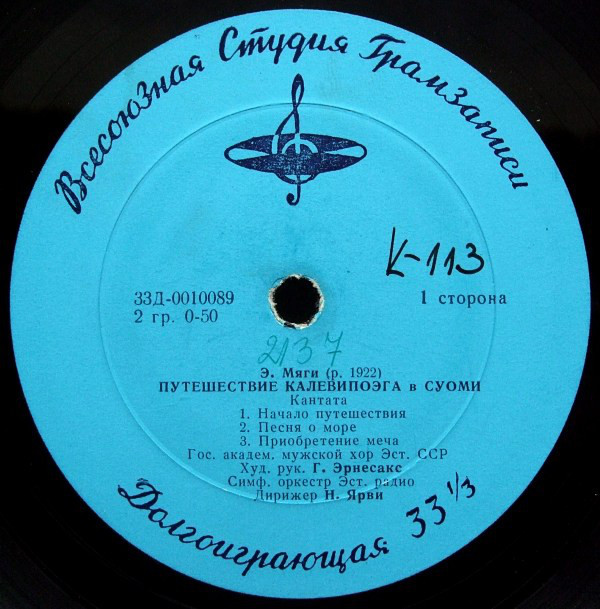 Всесоюзная Студия Грамзаписи
К-113
33Д-0010089
2 гр. 0-50
1 сторона
2137
Э. Мяги (р. 1922)
ПУТЕШЕСТВИЕ КАЛЕВИПОЭГА в СУОМИ
Кантата
1. Начало путешествия
2. Песня о море
3. Приобретение меча
Гос. академ. мужской хор Эст. ССР
Худ. рук. Г. Эрнесакс
Симф. оркестр Эст. радио
Дирижер Н. Ярви
Долгоиграющая 33 1/3